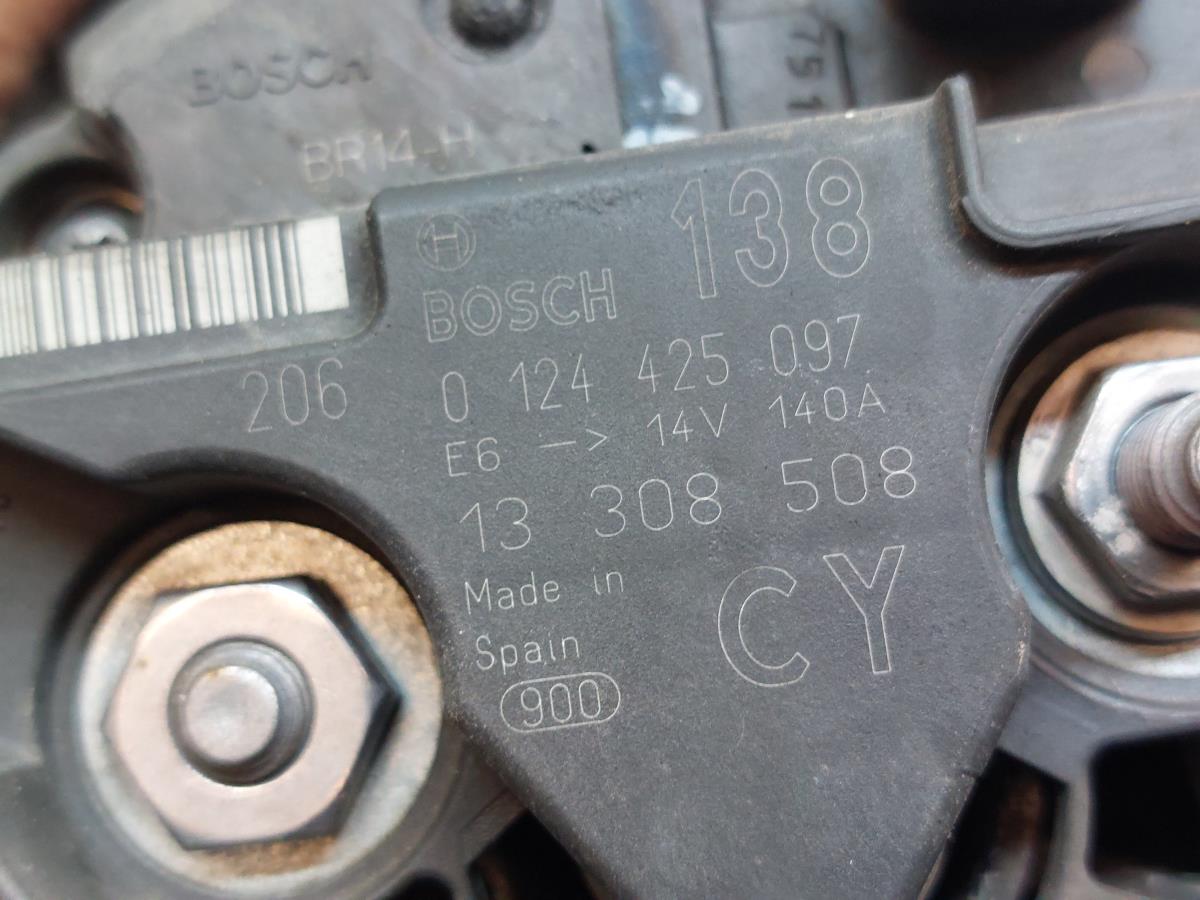 BOSCH
BR14-H
751
138
BOSCH
206 0 124 425 097
E6 -> 14V 140A
13 308 508
Made in
Spain
CY
900